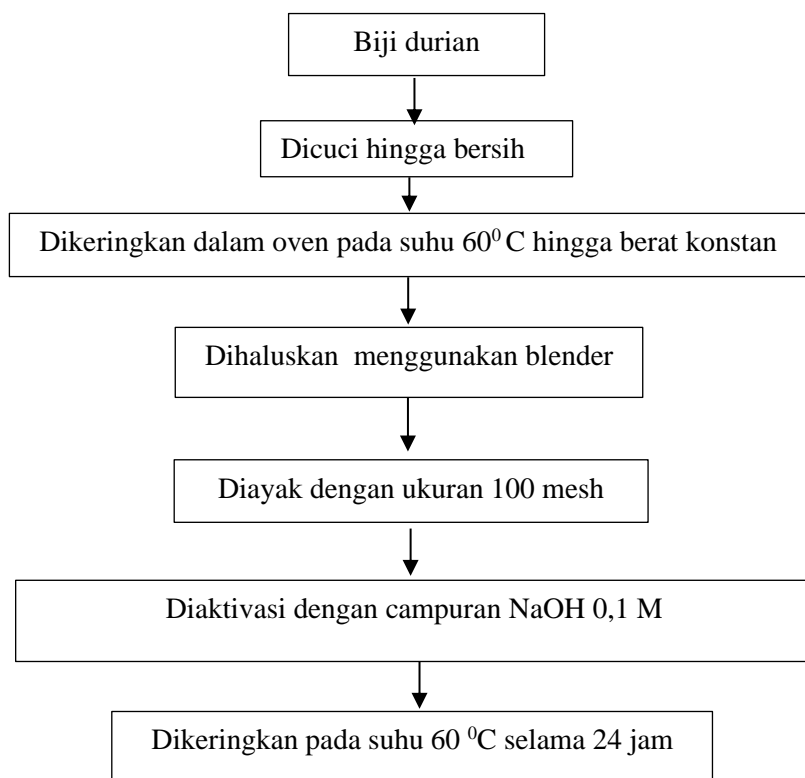 Biji durian
Dicuci hingga bersih
Dikeringkan dalam oven pada suhu 60⁰ C hingga berat konstan
Dihaluskan menggunakan blender
Diayak dengan ukuran 100 mesh
Diaktivasi dengan campuran NaOH 0,1 M
Dikeringkan pada suhu 60 ⁰C selama 24 jam